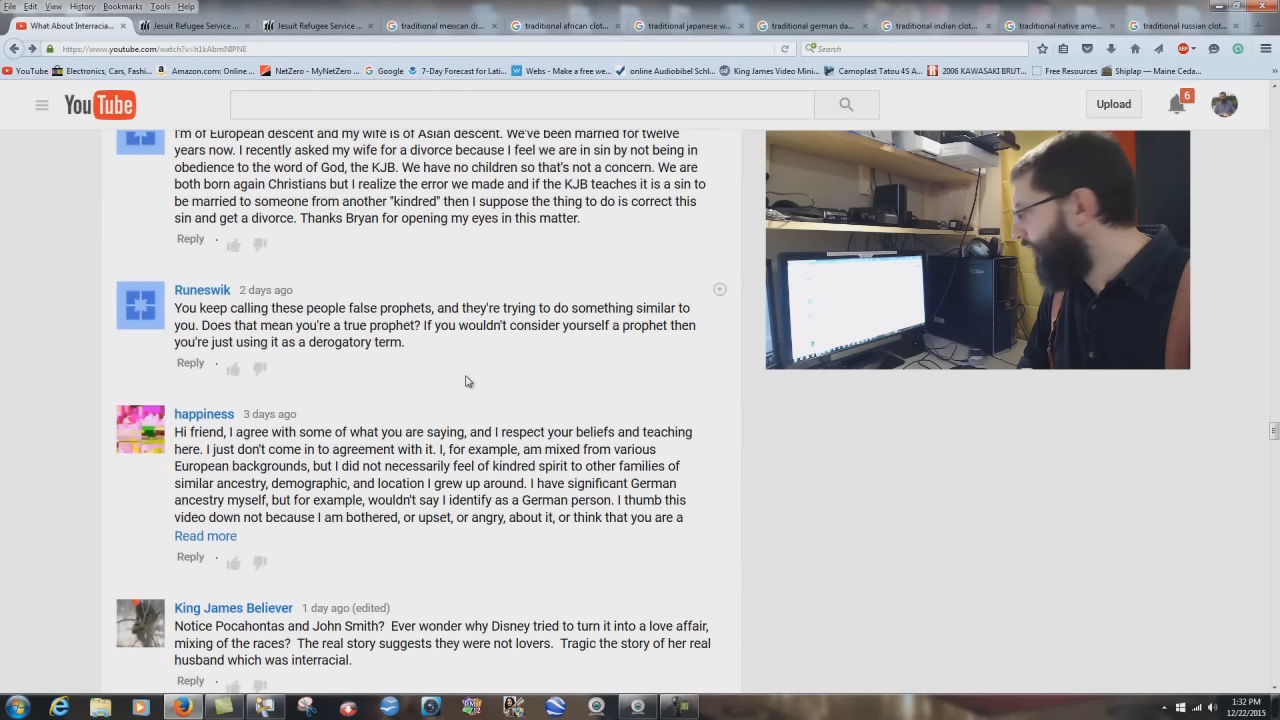 File Edit View History Bookmarks Tools Help
What About Interracia...
Jesuit Refugee Service ...
Jesuit Refugee Service ...
traditional mexican dr...
traditional african clot...
traditional japanese w...
traditional german da...
traditional indian clot...
traditional native ame...
traditional russian clot...
Search
YouTube
Electronics, Cars, Fashi...
Amazon.com: Online ...
NetZero - MyNetZero ...
Google
7-Day Forecast for Lati...
Webs - Make a free we...
online Audiobibel Schl...
King James Video Mini...
Camoplast Tatou 4S A...
2006 KAWASAKI BRUT...
Free Resources
Shiplap — Maine Ceda...
YouTube
Upload
6
I'm of European descent and my wife is of Asian descent. We've been married for twelve
years now. I recently asked my wife for a divorce because I feel we are in sin by not being in
obedience to the word of God, the KJB. We have no children so that's not a concern. We are
both born again Christians but I realize the error we made and if the KJB teaches it is a sin to
be married to someone from another "kindred" then I suppose the thing to do is correct this
sin and get a divorce. Thanks Bryan for opening my eyes in this matter.
Reply ·
Runeswik 2 days ago
You keep calling these people false prophets, and they're trying to do something similar to
you. Does that mean you're a true prophet? If you wouldn't consider yourself a prophet then
you're just using it as a derogatory term.
Reply ·
happiness 3 days ago
Hi friend, I agree with some of what you are saying, and I respect your beliefs and teaching
here. I just don't come in to agreement with it. I, for example, am mixed from various
European backgrounds, but I did not necessarily feel of kindred spirit to other families of
similar ancestry, demographic, and location I grew up around. I have significant German
ancestry myself, but for example, wouldn't say I identify as a German person. I thumb this
video down not because I am bothered, or upset, or angry, about it, or think that you are a
Read more
Reply ·
King James Believer 1 day ago (edited)
Notice Pocahontas and John Smith? Ever wonder why Disney tried to turn it into a love affair,
mixing of the races? The real story suggests they were not lovers. Tragic the story of her real
husband which was interracial.
Reply ·
1:32 PM
12/22/2015